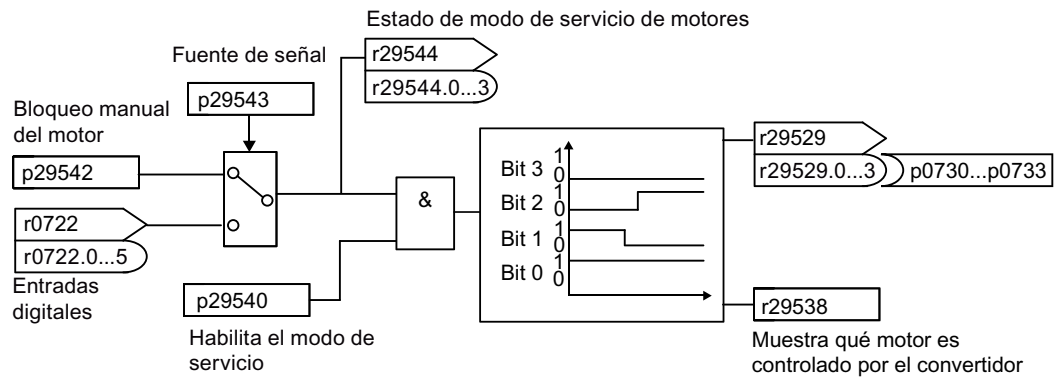 Estado de modo de servicio de motores
r29544
r29544.0...3
Fuente de señal
p29543
Bloqueo manual
del motor
p29542
r0722
r0722.0...5
Entradas
digitales
p29540
Habilita el modo de
servicio
&
Bit 3 1 0
Bit 2 1 0
Bit 1 1 0
Bit 0 1 0
r29529
r29529.0...3 p0730...p0733
r29538
Muestra qué motor es
controlado por el convertidor